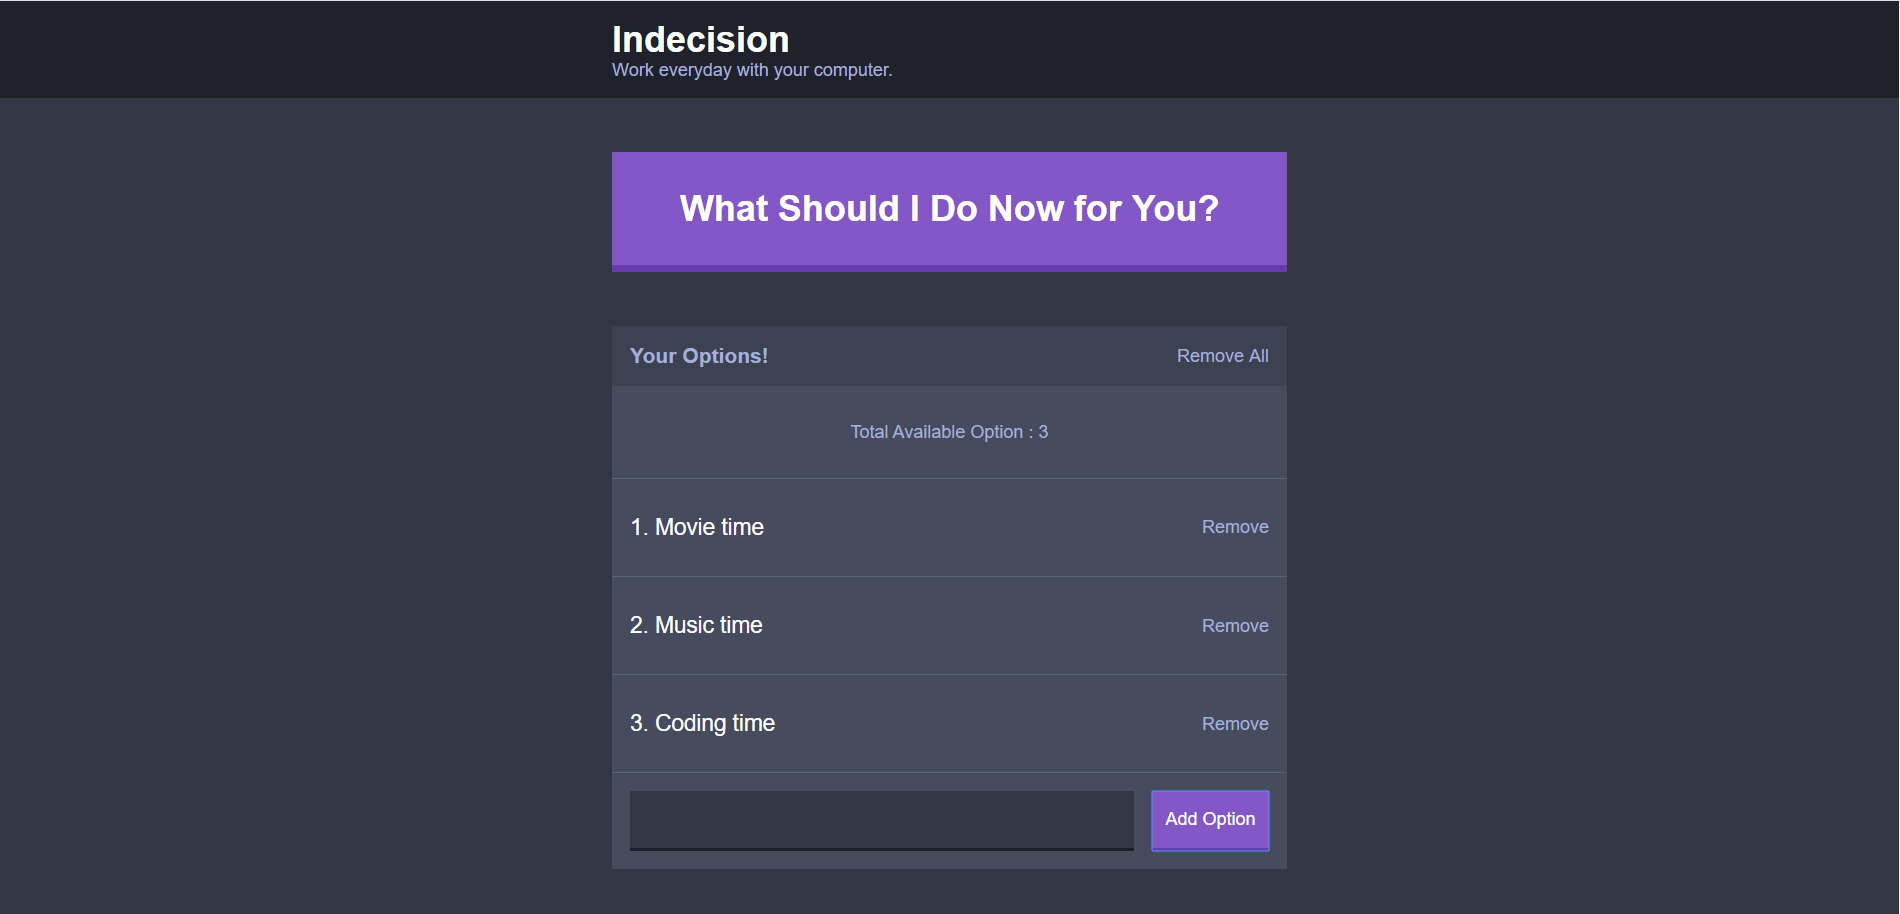 Indecision
Work everyday with your computer.
What Should I Do Now for You?
Your Options!
Remove All
Total Available Option : 3
1. Movie time
Remove
2. Music time
Remove
3. Coding time
Remove
Add Option